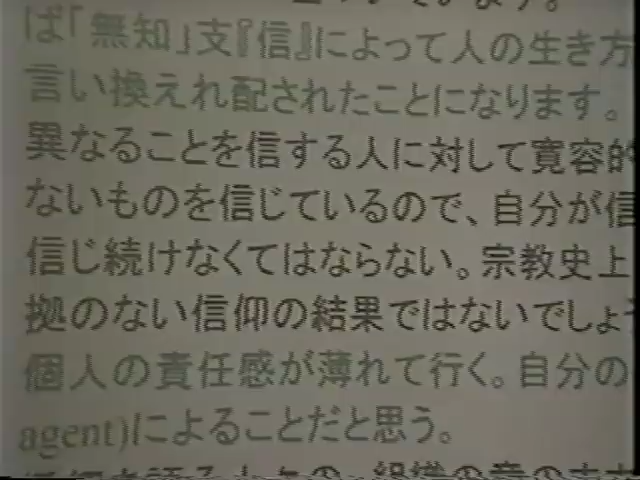 ば「無知」支『信』によって人の生き方
言い換えれ配されたことになります。
異なることを信する人に対して寛容的
ないものを信じているので、自分が信
信じ続けなくてはならない。宗教史上
拠のない信仰の結果ではないでしょ
個人の責任感が薄れて行く。自分の
agent)によることだと思う。